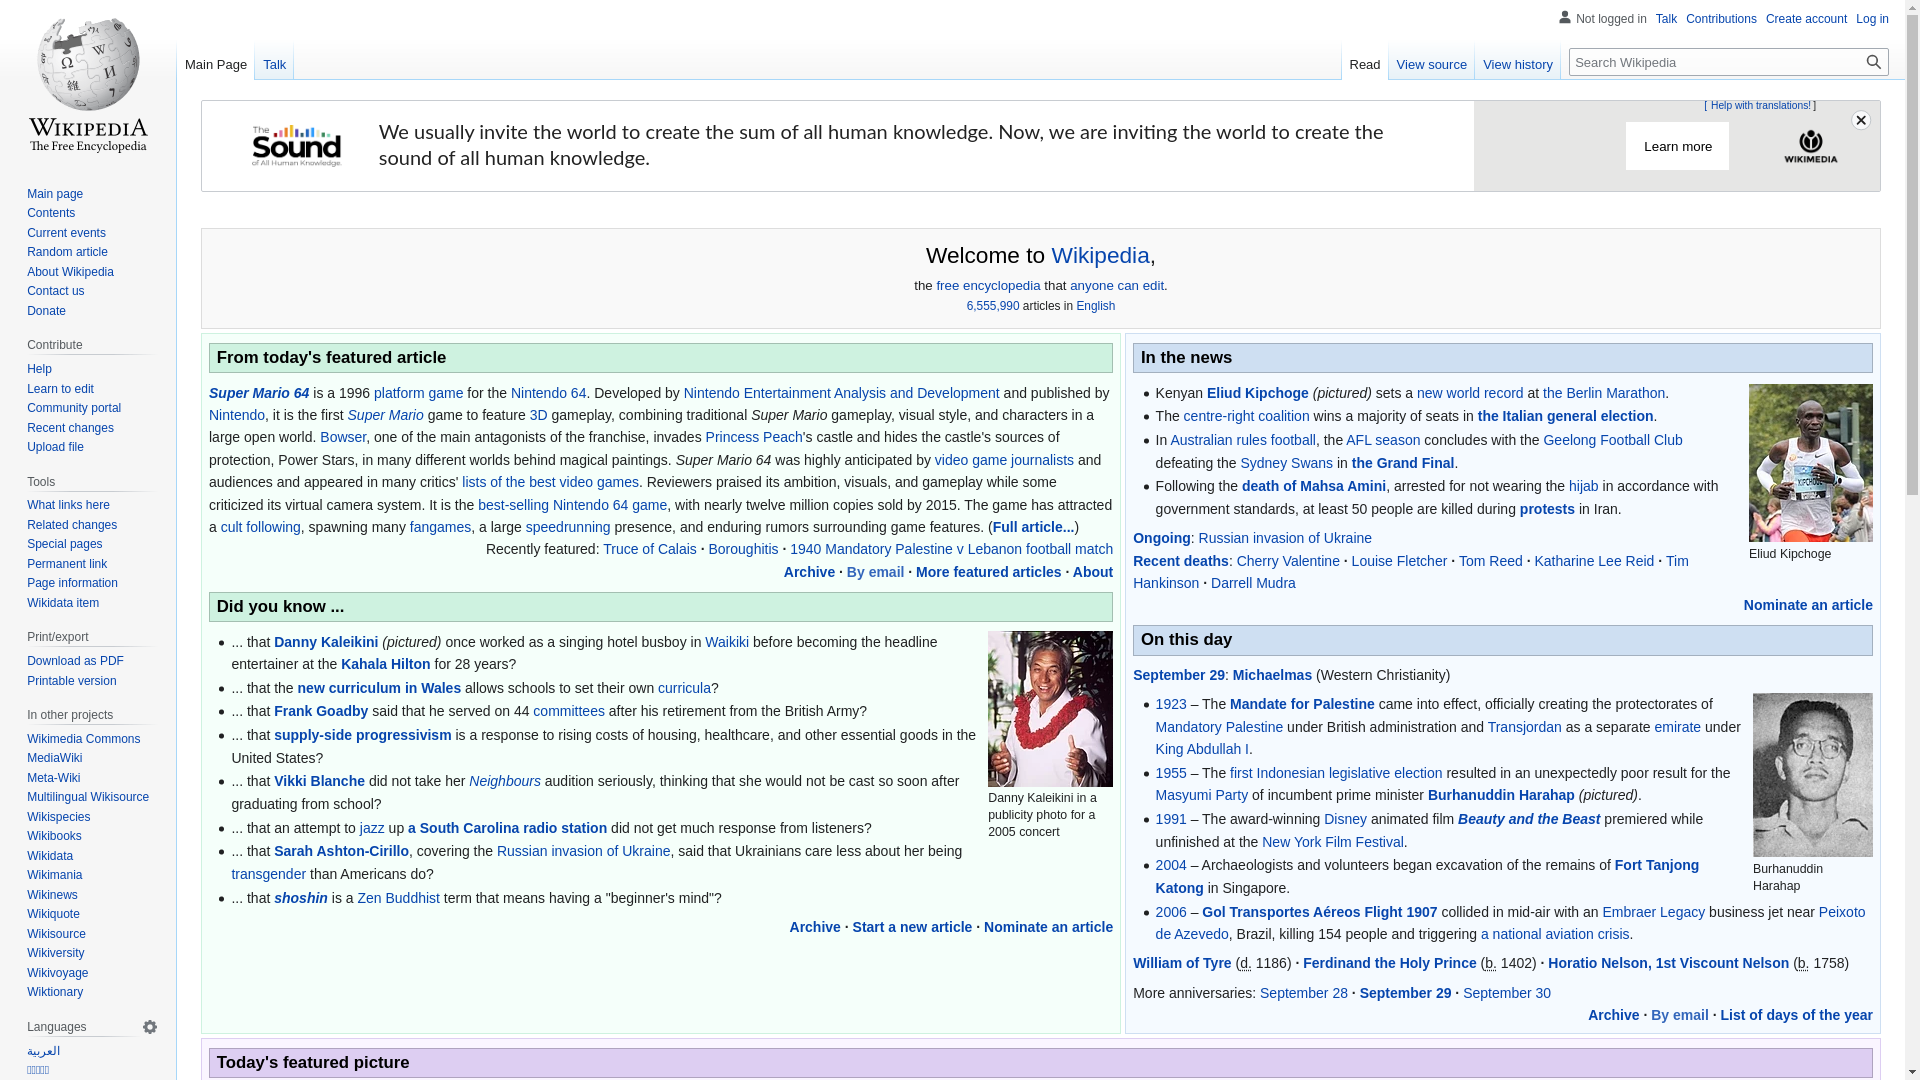 Not logged in Talk Contributions Create account Log in
Main Page Talk Read View source View history Search Wikipedia
WIKIPEDIA
The Free Encyclopedia
Main page
Contents
Current events
Random article
About Wikipedia
Contact us
Donate
Contribute
Help
Learn to edit
Community portal
Recent changes
Upload file
Tools
What links here
Related changes
Special pages
Permanent link
Page information
Wikidata item
Print/export
Download as PDF
Printable version
In other projects
Wikimedia Commons
MediaWiki
Meta-Wiki
Multilingual Wikisource
Wikispecies
Wikibooks
Wikidata
Wikimania
Wikinews
Wikiquote
Wikisource
Wikiversity
Wikivoyage
Wiktionary
Languages
العربية
[ Help with translations! ]
The Sound of All Human Knowledge.
We usually invite the world to create the sum of all human knowledge. Now, we are inviting the world to create the
sound of all human knowledge.
Learn more
WIKIMEDIA
Welcome to Wikipedia,
the free encyclopedia that anyone can edit.
6,555,990 articles in English
From today's featured article
Super Mario 64 is a 1996 platform game for the Nintendo 64. Developed by Nintendo Entertainment Analysis and Development and published by
Nintendo, it is the first Super Mario game to feature 3D gameplay, combining traditional Super Mario gameplay, visual style, and characters in a
large open world. Bowser, one of the main antagonists of the franchise, invades Princess Peach's castle and hides the castle's sources of
protection, Power Stars, in many different worlds behind magical paintings. Super Mario 64 was highly anticipated by video game journalists and
audiences and appeared in many critics' lists of the best video games. Reviewers praised its ambition, visuals, and gameplay while some
criticized its virtual camera system. It is the best-selling Nintendo 64 game, with nearly twelve million copies sold by 2015. The game has attracted
a cult following, spawning many fangames, a large speedrunning presence, and enduring rumors surrounding game features. (Full article...)
Recently featured: Truce of Calais · Boroughitis · 1940 Mandatory Palestine v Lebanon football match
Archive · By email · More featured articles · About
Did you know ...
... that Danny Kaleikini (pictured) once worked as a singing hotel busboy in Waikiki before becoming the headline
entertainer at the Kahala Hilton for 28 years?
... that the new curriculum in Wales allows schools to set their own curricula?
... that Frank Goadby said that he served on 44 committees after his retirement from the British Army?
... that supply-side progressivism is a response to rising costs of housing, healthcare, and other essential goods in the
United States?
... that Vikki Blanche did not take her Neighbours audition seriously, thinking that she would not be cast so soon after
graduating from school?
... that an attempt to jazz up a South Carolina radio station did not get much response from listeners?
... that Sarah Ashton-Cirillo, covering the Russian invasion of Ukraine, said that Ukrainians care less about her being
transgender than Americans do?
... that shoshin is a Zen Buddhist term that means having a "beginner's mind"?
Danny Kaleikini in a
publicity photo for a
2005 concert
Archive · Start a new article · Nominate an article
In the news
Kenyan Eliud Kipchoge (pictured) sets a new world record at the Berlin Marathon.
The centre-right coalition wins a majority of seats in the Italian general election.
In Australian rules football, the AFL season concludes with the Geelong Football Club
defeating the Sydney Swans in the Grand Final.
Following the death of Mahsa Amini, arrested for not wearing the hijab in accordance with
government standards, at least 50 people are killed during protests in Iran.
KIPCHOGE
Eliud Kipchoge
Ongoing: Russian invasion of Ukraine
Recent deaths: Cherry Valentine · Louise Fletcher · Tom Reed · Katharine Lee Reid · Tim
Hankinson · Darrell Mudra
Nominate an article
On this day
September 29: Michaelmas (Western Christianity)
1923 – The Mandate for Palestine came into effect, officially creating the protectorates of
Mandatory Palestine under British administration and Transjordan as a separate emirate under
King Abdullah I.
1955 – The first Indonesian legislative election resulted in an unexpectedly poor result for the
Masyumi Party of incumbent prime minister Burhanuddin Harahap (pictured).
1991 – The award-winning Disney animated film Beauty and the Beast premiered while
unfinished at the New York Film Festival.
2004 – Archaeologists and volunteers began excavation of the remains of Fort Tanjong
Katong in Singapore.
2006 – Gol Transportes Aéreos Flight 1907 collided in mid-air with an Embraer Legacy business jet near Peixoto
de Azevedo, Brazil, killing 154 people and triggering a national aviation crisis.
Burhanuddin
Harahap
William of Tyre (d. 1186) · Ferdinand the Holy Prince (b. 1402) · Horatio Nelson, 1st Viscount Nelson (b. 1758)
More anniversaries: September 28 · September 29 · September 30
Archive · By email · List of days of the year
Today's featured picture